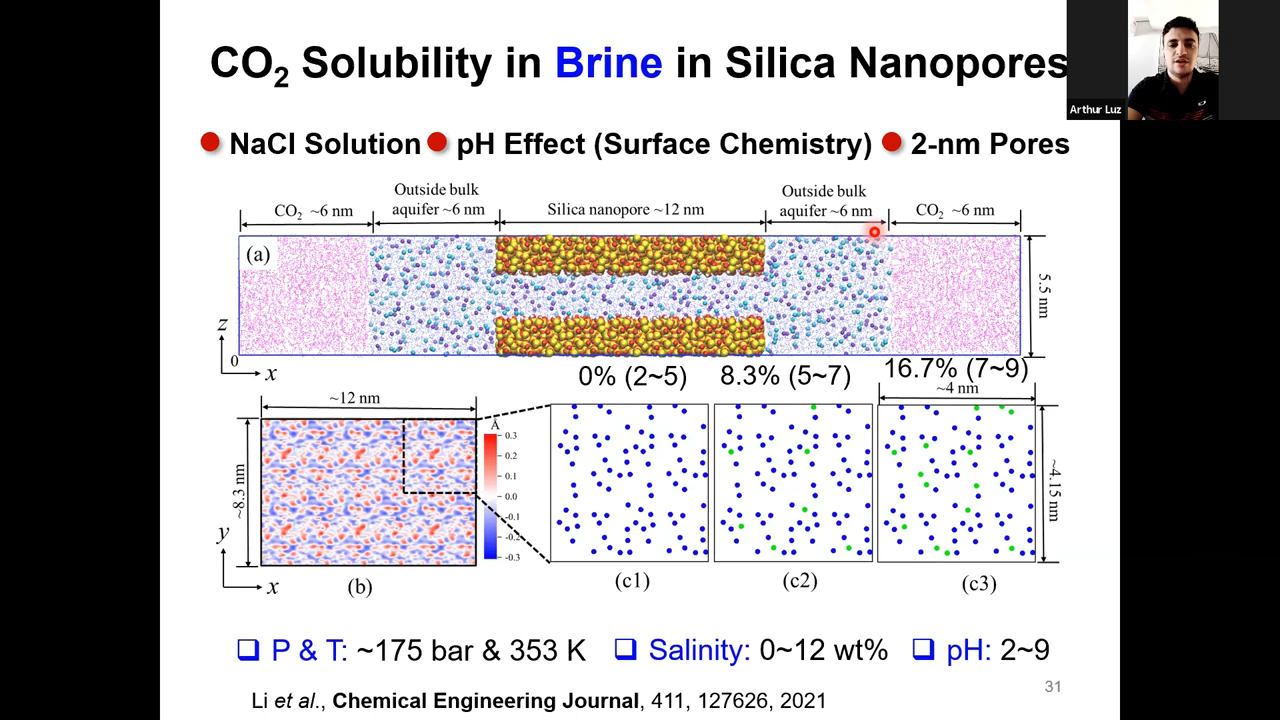 CO₂ Solubility in Brine in Silica Nanopores
Arthur Luz
NaCl Solution pH Effect (Surface Chemistry) 2-nm Pores
CO₂ ~6 nm
Outside bulk
aquifer ~6 nm
Silica nanopore ~12 nm
Outside bulk
aquifer ~6 nm
CO₂ ~6 nm
(a)
5.5 nm
z
0
x
0% (2~5) 8.3% (5~7) 16.7% (7~9)
~12 nm
~4 nm
Å
0.3
0.2
0.1
0.0
-0.1
-0.2
-0.3
~8.3 nm
~4.15 nm
y
x
(b)
(c1)
(c2)
(c3)
P & T: ~175 bar & 353 K Salinity: 0~12 wt% pH: 2~9
31
Li et al., Chemical Engineering Journal, 411, 127626, 2021